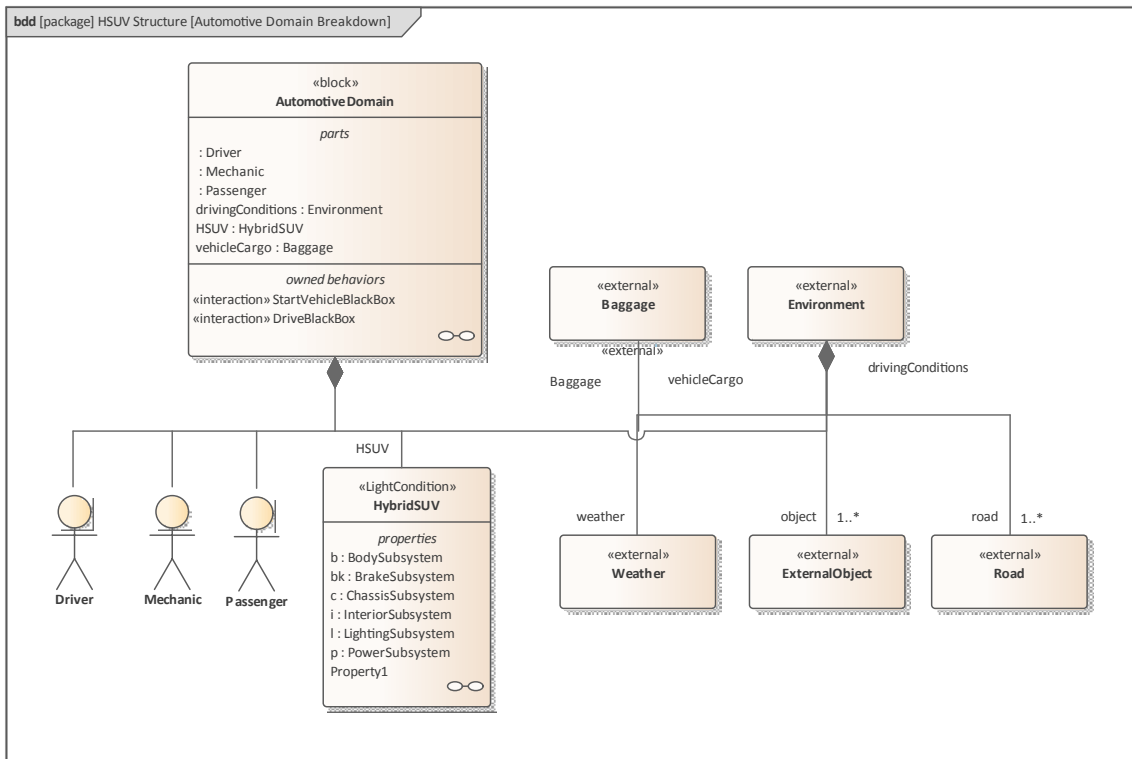 bdd [package] HSUV Structure [Automotive Domain Breakdown]
«block»
AutomotiveDomain
parts
: Driver
: Mechanic
: Passenger
drivingConditions : Environment
HSUV : HybridSUV
vehicleCargo : Baggage
owned behaviors
«interaction» StartVehicleBlackBox
«interaction» DriveBlackBox
«external»
Baggage
«external»
Environment
«external»
Baggage
vehicleCargo
drivingConditions
HSUV
Driver
Mechanic
Passenger
«LightCondition»
HybridSUV
properties
b : BodySubsystem
bk : BrakeSubsystem
c : ChassisSubsystem
i : InteriorSubsystem
l : LightingSubsystem
p : PowerSubsystem
Property1
weather
object
1..*
road
1..*
«external»
Weather
«external»
ExternalObject
«external»
Road